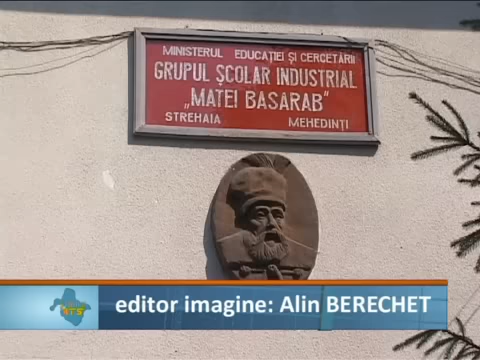 MINISTERUL EDUCAȚIEI ȘI CERCETĂRII
GRUPUL ȘCOLAR INDUSTRIAL
„MATEI BASARAB”
STREHAIA MEHEDINȚI
editor imagine: Alin BERECHET